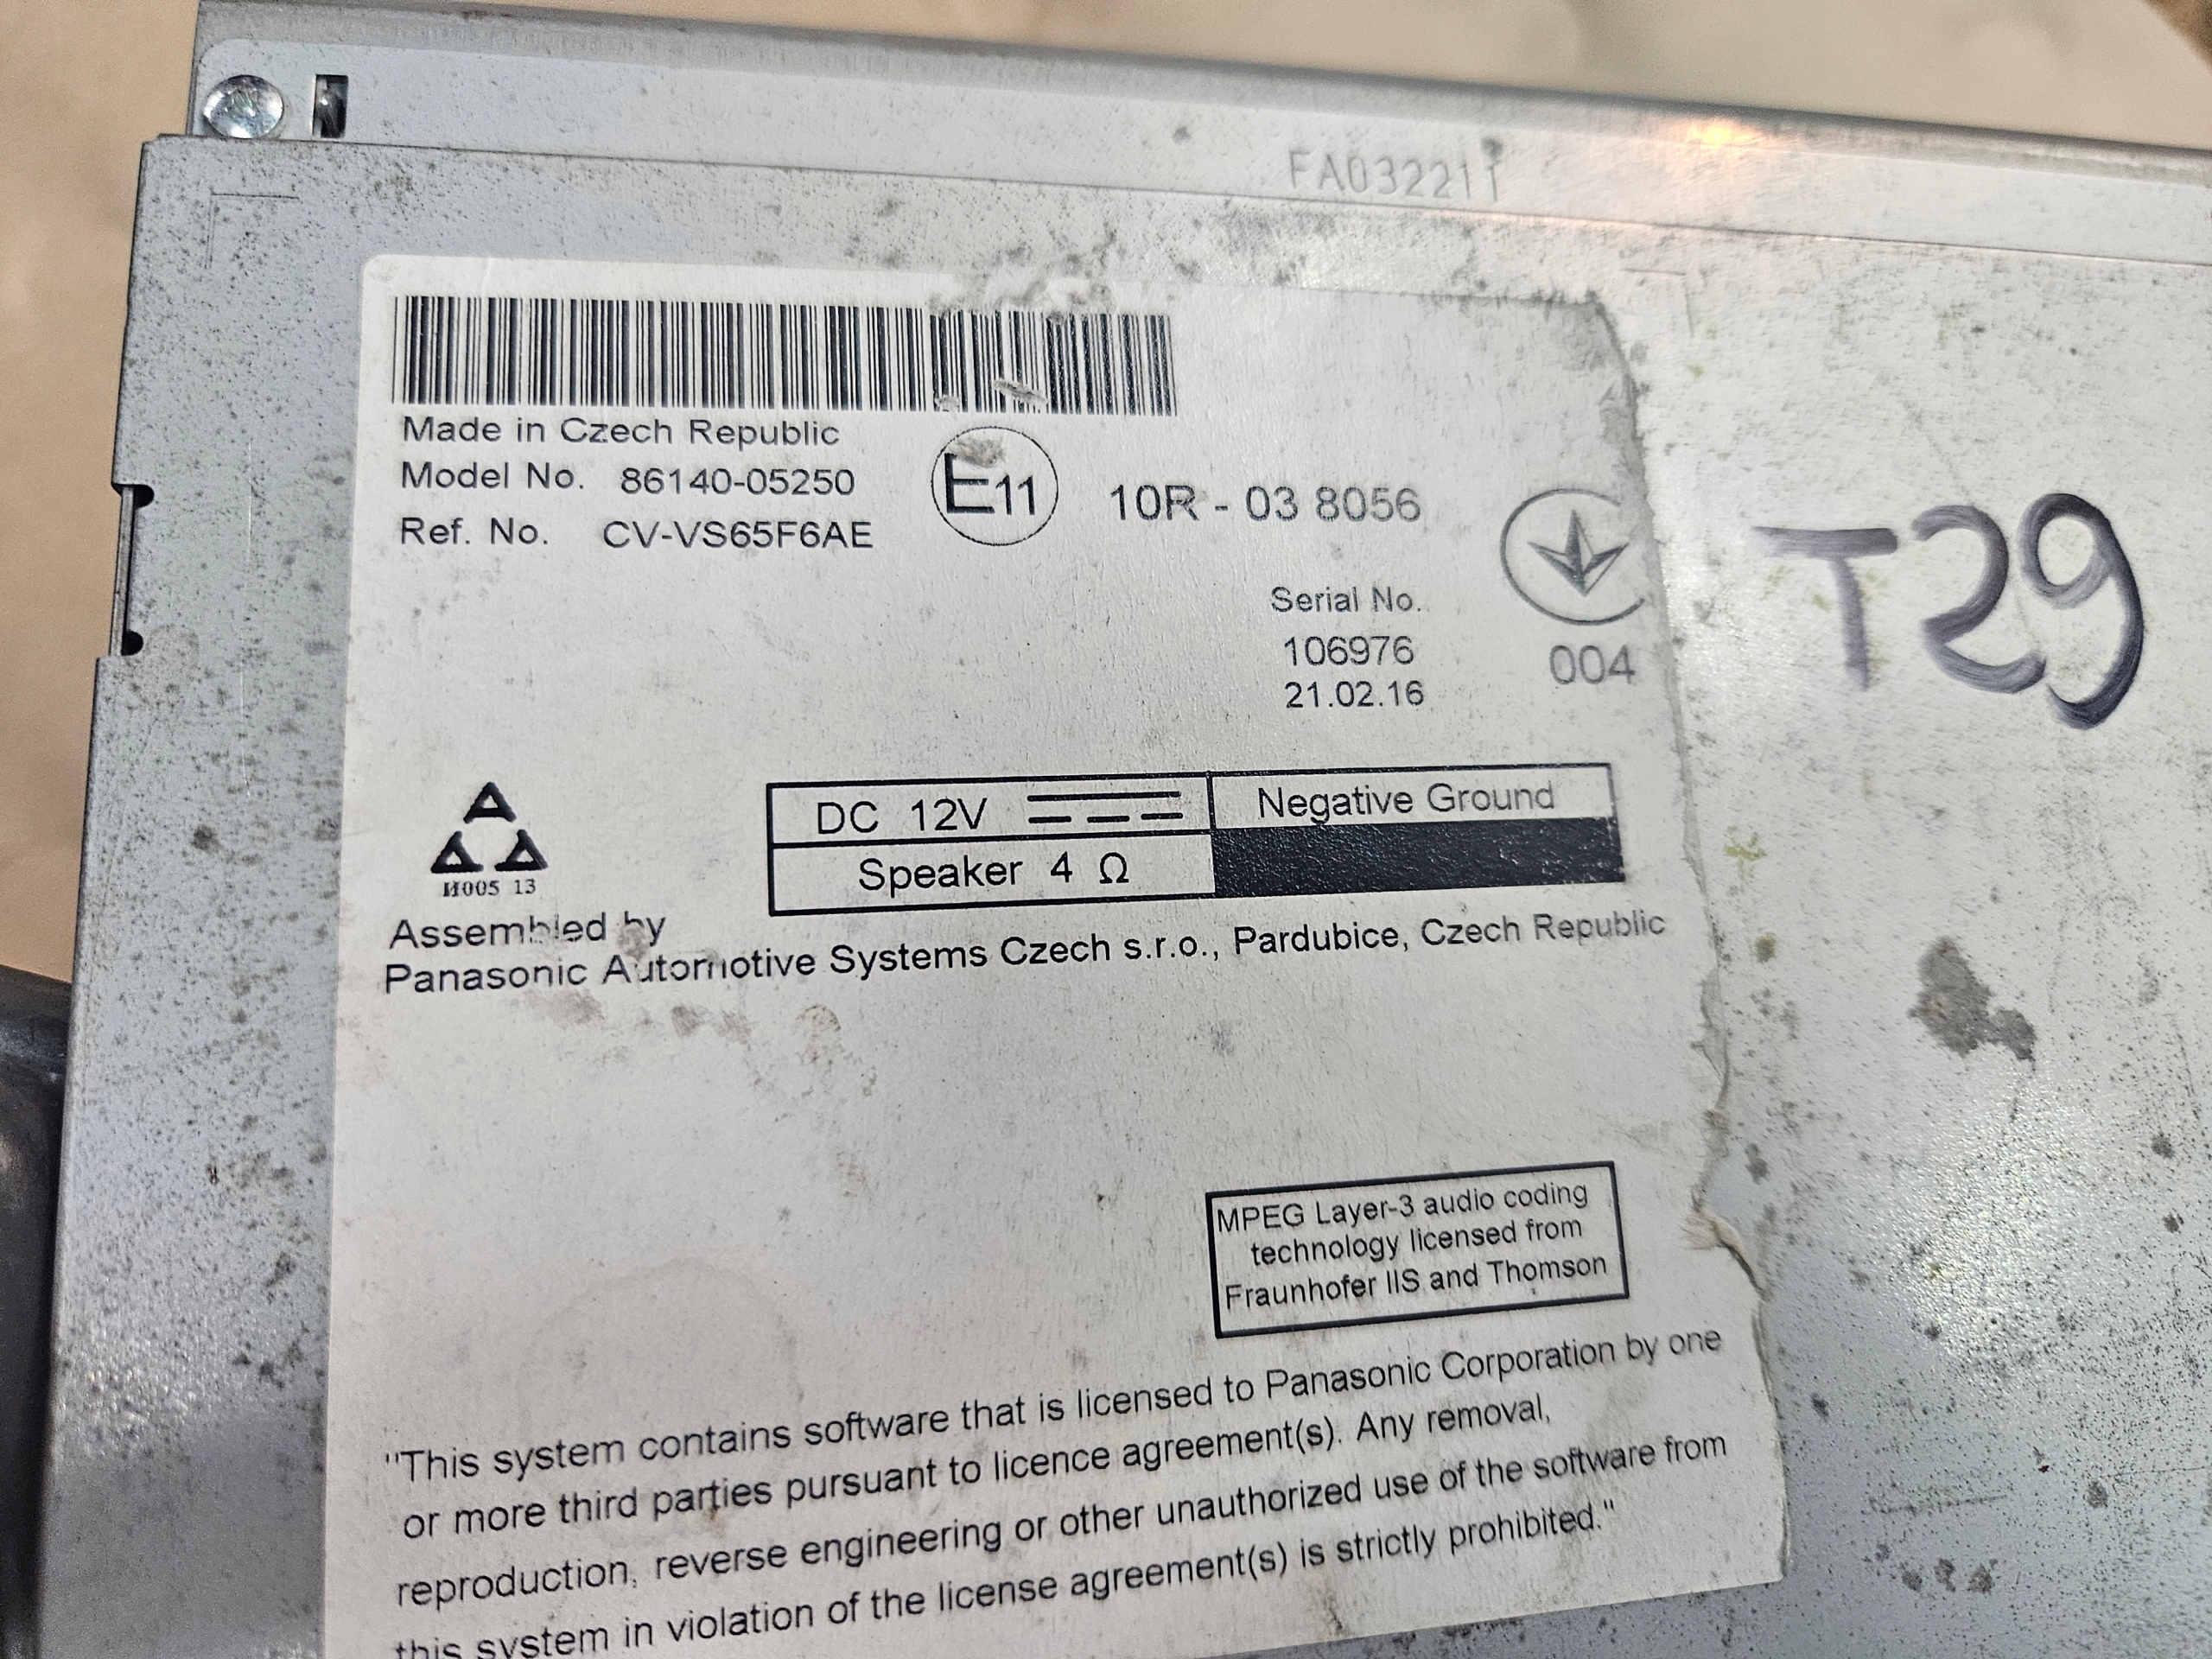 FA032211
Made in Czech Republic
Model No. 86140-05250
Ref. No. CV-VS65F6AE
E11
10R - 03 8056
Serial No.
106976
21.02.16
004
T29
DC 12V
Negative Ground
Speaker 4 Ω
И005 13
Assembled by
Panasonic Automotive Systems Czech s.r.o., Pardubice, Czech Republic
MPEG Layer-3 audio coding
technology licensed from
Fraunhofer IIS and Thomson
"This system contains software that is licensed to Panasonic Corporation by one
or more third parties pursuant to licence agreement(s). Any removal,
reproduction, reverse engineering or other unauthorized use of the software from
this system in violation of the license agreement(s) is strictly prohibited."